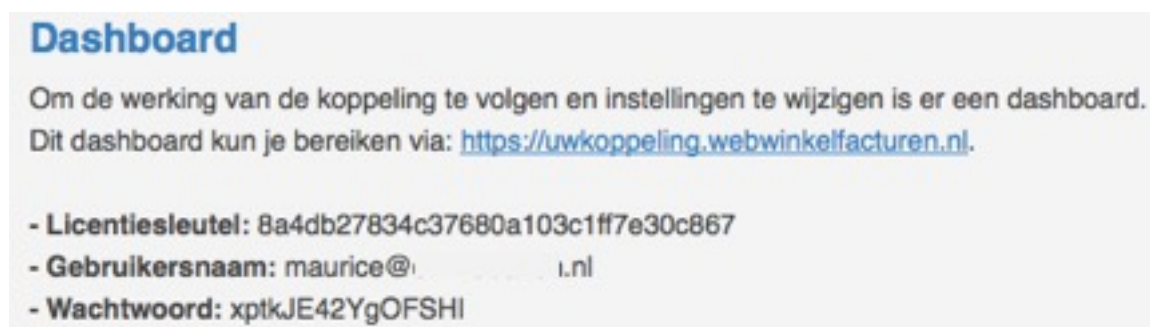 Dashboard
Om de werking van de koppeling te volgen en instellingen te wijzigen is er een dashboard.
Dit dashboard kun je bereiken via: https://uwkoppeling.webwinkelfacturen.nl.
- Licentiesleutel: 8a4db27834c37680a103c1ff7e30c867
- Gebruikersnaam: maurice@ .nl
- Wachtwoord: xptkJE42YgOFSHI